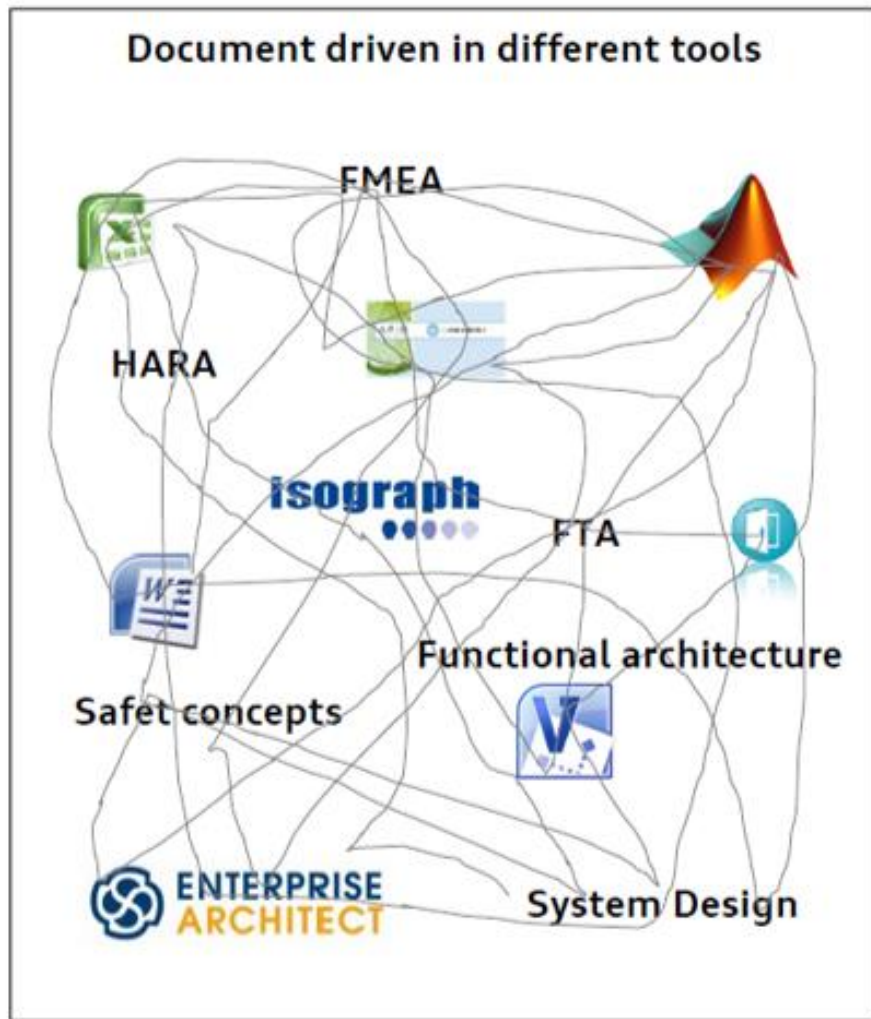 Document driven in different tools
FMEA
HARA
isograph
FTA
W
Functional architecture
Safet concepts
V
ENTERPRISE
ARCHITECT
System Design